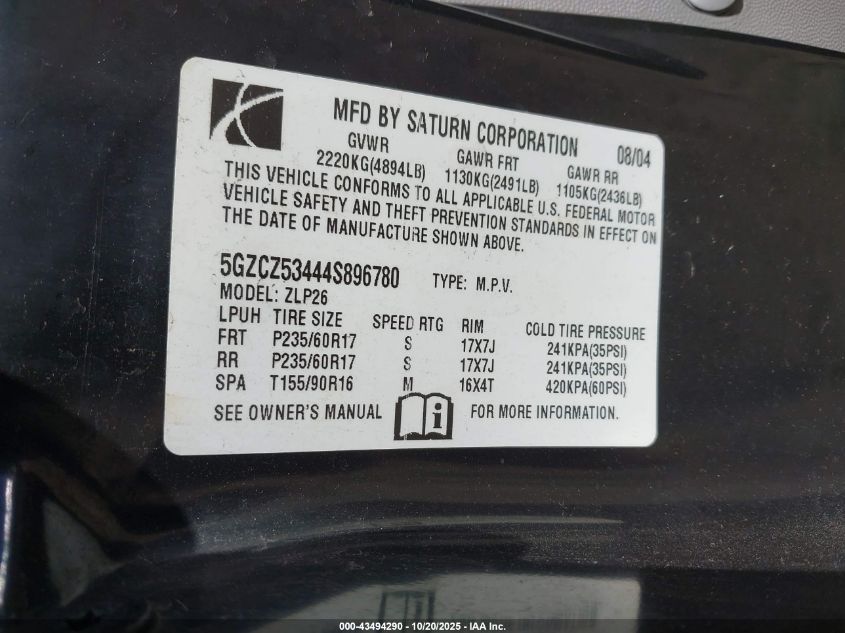 MFD BY SATURN CORPORATION 08/04
GVWR GAWR FRT GAWR RR
2220KG(4894LB) 1130KG(2491LB) 1105KG(2436LB)
THIS VEHICLE CONFORMS TO ALL APPLICABLE U.S. FEDERAL MOTOR
VEHICLE SAFETY AND THEFT PREVENTION STANDARDS IN EFFECT ON
THE DATE OF MANUFACTURE SHOWN ABOVE.
5GZCZ53444S896780 TYPE: M.P.V.
MODEL: ZLP26
LPUH TIRE SIZE SPEED RTG RIM COLD TIRE PRESSURE
FRT P235/60R17 S 17X7J 241KPA(35PSI)
RR P235/60R17 S 17X7J 241KPA(35PSI)
SPA T155/90R16 M 16X4T 420KPA(60PSI)
SEE OWNER'S MANUAL i FOR MORE INFORMATION.
000-43494290 - 10/20/2025 - IAA Inc.